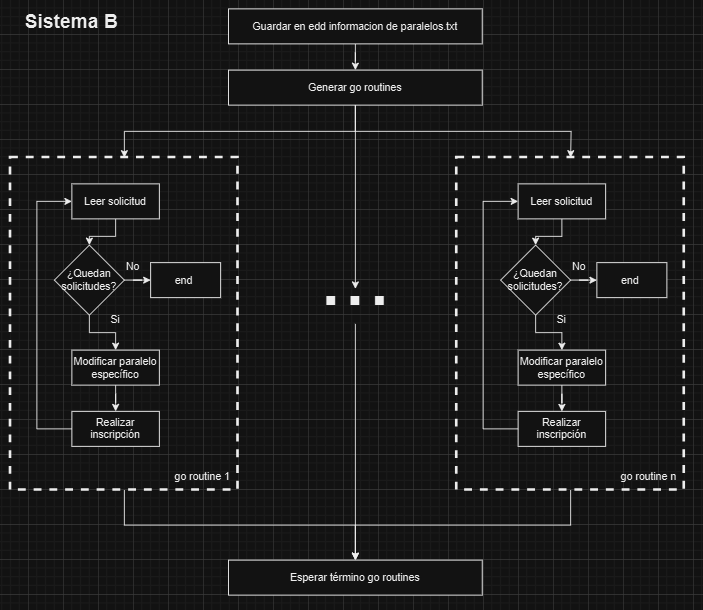 Sistema B
Guardar en edd informacion de paralelos.txt
Generar go routines
Leer solicitud
¿Quedan
solicitudes?
No
end
Si
Modificar paralelo
específico
Realizar
inscripción
go routine 1
Leer solicitud
¿Quedan
solicitudes?
No
end
Si
Modificar paralelo
específico
Realizar
inscripción
go routine n
Esperar término go routines